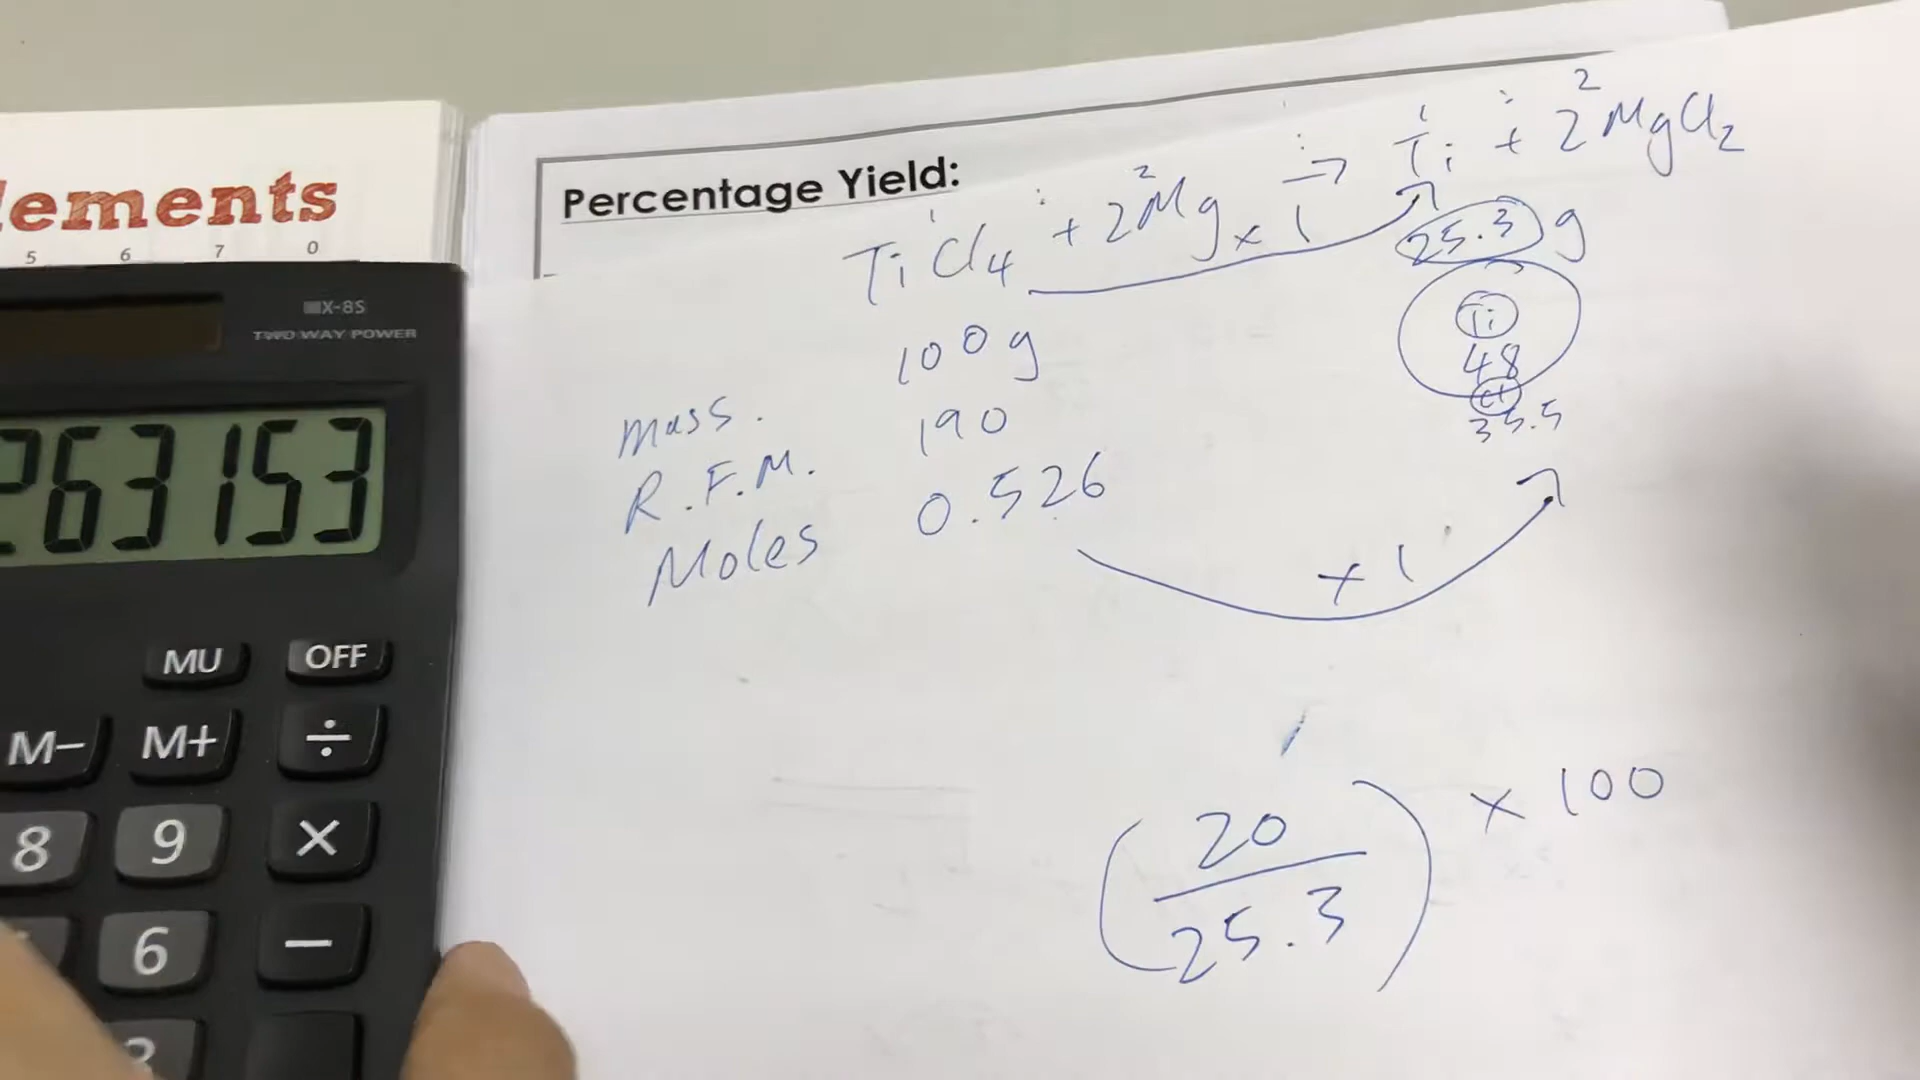 lements
5 6 7 0
X-8S
TWO WAY POWER
263153
MU OFF
M− M+ ÷
8 9 ×
6 −
3
Percentage Yield:
TiCl4 + 2Mg → Ti + 2MgCl2
x 1
25.3 g
Ti
48
Cl
35.5
mass. 100g
R.F.M. 190
Moles 0.526
x 1
(20/25.3) x 100